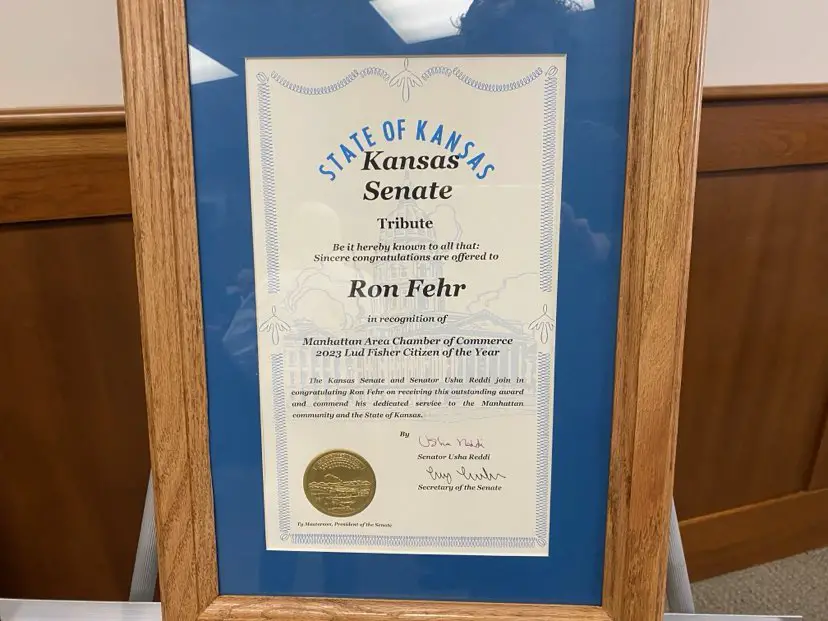 STATE OF KANSAS
Kansas
Senate
Tribute
Be it hereby known to all that:
Sincere congratulations are offered to
Ron Fehr
in recognition of
Manhattan Area Chamber of Commerce
2023 Lud Fisher Citizen of the Year
The Kansas Senate and Senator Usha Reddi join in
congratulating Ron Fehr on receiving this outstanding award
and commend his dedicated service to the Manhattan
community and the State of Kansas.
By
Usha Reddi
Senator Usha Reddi
Secretary of the Senate
Ty Masterson, President of the Senate